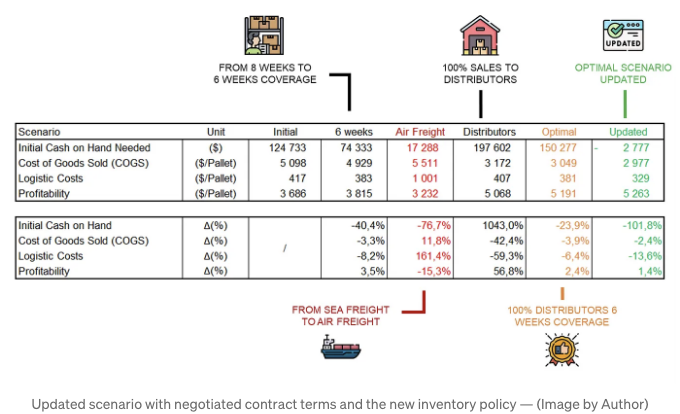 UPDATED
FROM 8 WEEKS TO
6 WEEKS COVERAGE
100% SALES TO
DISTRIBUTORS
OPTIMAL SCENARIO
UPDATED
Scenario Unit Initial 6 weeks Air Freight Distributors Optimal Updated
Initial Cash on Hand Needed ($) 124 733 74 333 17 288 197 602 150 277 - 2 777
Cost of Goods Sold (COGS) ($/Pallet) 5 098 4 929 5 511 3 172 3 049 2 977
Logistic Costs ($/Pallet) 417 383 1 001 407 381 329
Profitability ($/Pallet) 3 686 3 815 3 232 5 068 5 191 5 263
Initial Cash on Hand Δ(%) / -40,4% -76,7% 1043,0% -23,9% -101,8%
Cost of Goods Sold (COGS) Δ(%) -3,3% 11,8% -42,4% -3,9% -2,4%
Logistic Costs Δ(%) -8,2% 161,4% -59,3% -6,4% -13,6%
Profitability Δ(%) 3,5% -15,3% 56,8% 2,4% 1,4%
FROM SEA FREIGHT
TO AIR FREIGHT
100% DISTRIBUTORS 6
WEEKS COVERAGE
Updated scenario with negotiated contract terms and the new inventory policy — (Image by Author)